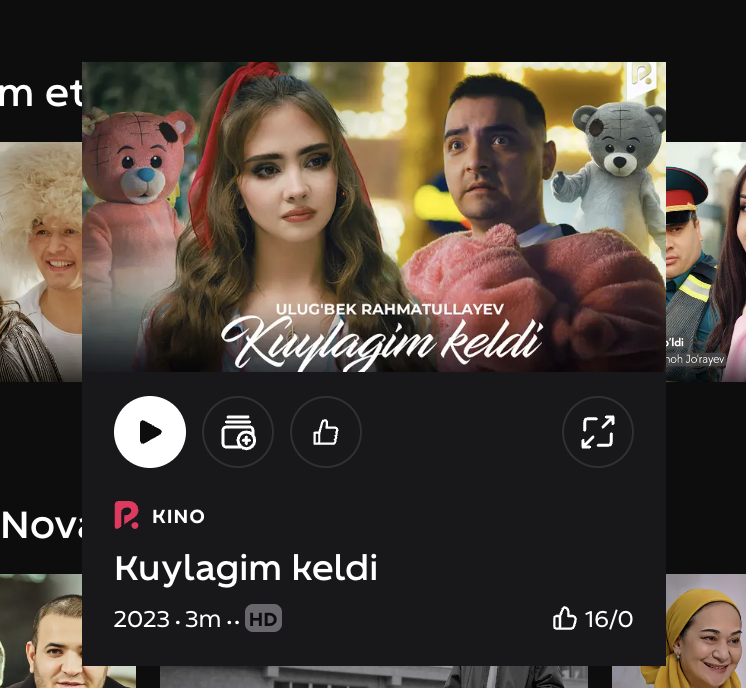 m et
ULUG'BEK RAHMATULLAYEV
Kuylagim keldi
o'ldi
noh Jo'rayev
KINO
Nova
Kuylagim keldi
2023 · 3m ·· HD
16/0